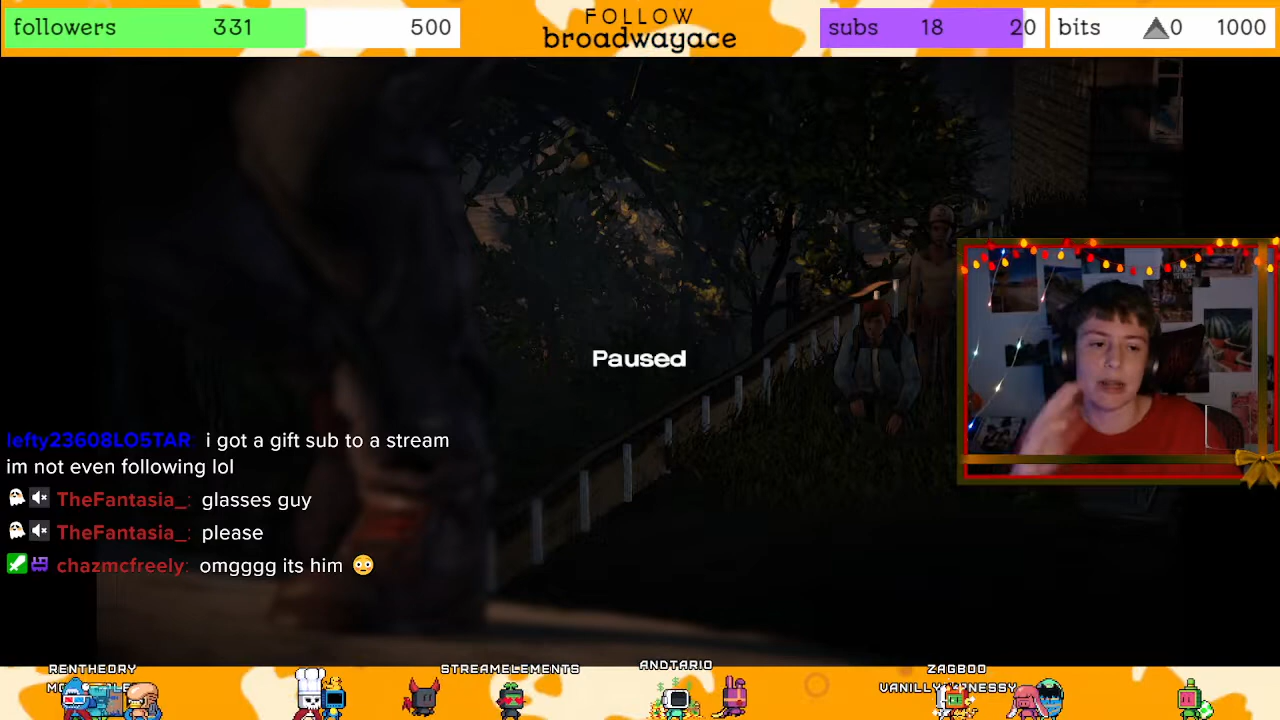 followers 331 500
FOLLOW
broadwayace
subs 18 20
bits 0 1000
Paused
lefty23608LO5TAR: i got a gift sub to a stream
im not even following lol
TheFantasia_: glasses guy
TheFantasia_: please
chazmcfreely: omgggg its him 😳
RENTHEORY
STREAMELEMENTS
ANDTARIO
ZAGBOO